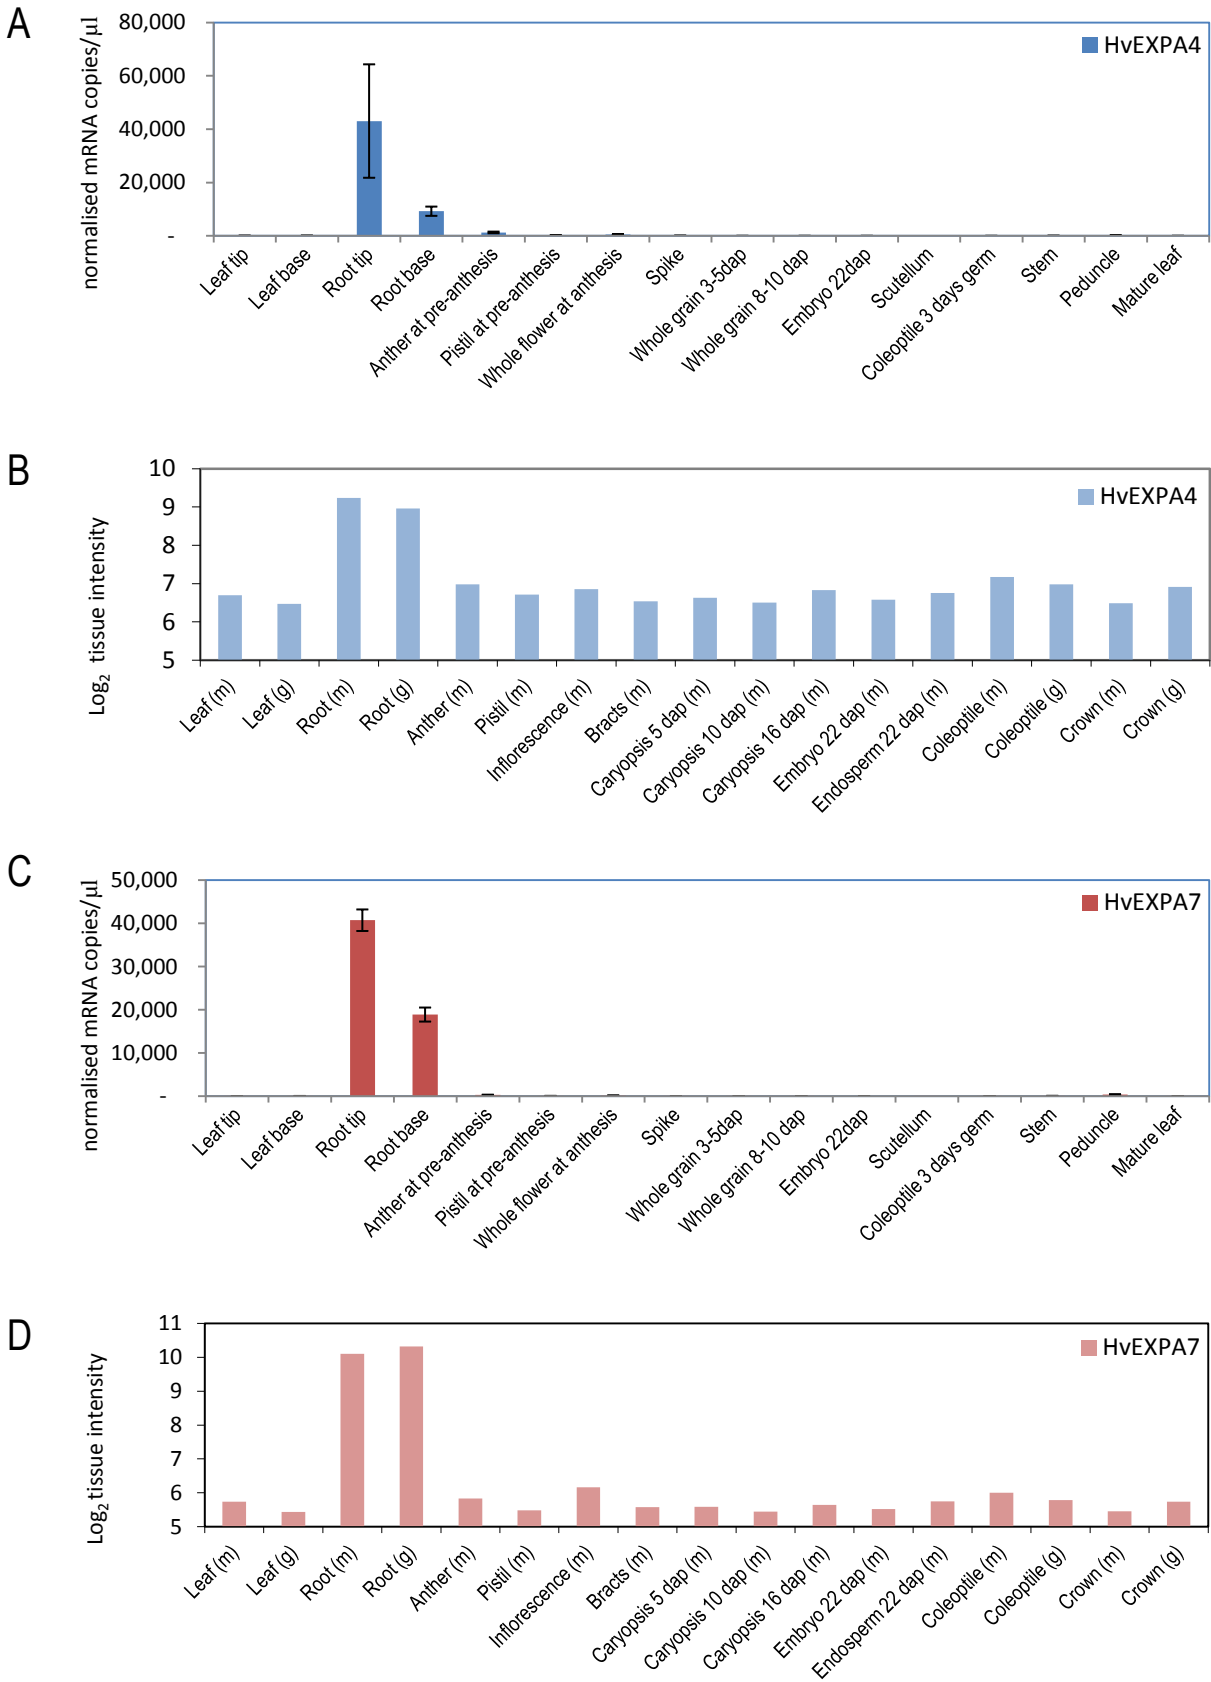 A
normalised mRNA copies/µl
80,000
60,000
40,000
20,000
-
HvEXPA4
Leaf tip
Leaf base
Root tip
Root base
Anther at pre-anthesis
Pistil at pre-anthesis
Whole flower at anthesis
Spike
Whole grain 3-5dap
Whole grain 8-10 dap
Embryo 22dap
Scutellum
Coleoptile 3 days germ
Stem
Peduncle
Mature leaf
B
Log2 tissue intensity
10
9
8
7
6
5
HvEXPA4
Leaf (m)
Leaf (g)
Root (m)
Root (g)
Anther (m)
Pistil (m)
Inflorescence (m)
Bracts (m)
Caryopsis 5 dap (m)
Caryopsis 10 dap (m)
Caryopsis 16 dap (m)
Embryo 22 dap (m)
Endosperm 22 dap (m)
Coleoptile (m)
Coleoptile (g)
Crown (m)
Crown (g)
C
normalised mRNA copies/µl
50,000
40,000
30,000
20,000
10,000
-
HvEXPA7
Leaf tip
Leaf base
Root tip
Root base
Anther at pre-anthesis
Pistil at pre-anthesis
Whole flower at anthesis
Spike
Whole grain 3-5dap
Whole grain 8-10 dap
Embryo 22dap
Scutellum
Coleoptile 3 days germ
Stem
Peduncle
Mature leaf
D
Log2 tissue intensity
11
10
9
8
7
6
5
HvEXPA7
Leaf (m)
Leaf (g)
Root (m)
Root (g)
Anther (m)
Pistil (m)
Inflorescence (m)
Bracts (m)
Caryopsis 5 dap (m)
Caryopsis 10 dap (m)
Caryopsis 16 dap (m)
Embryo 22 dap (m)
Endosperm 22 dap (m)
Coleoptile (m)
Coleoptile (g)
Crown (m)
Crown (g)